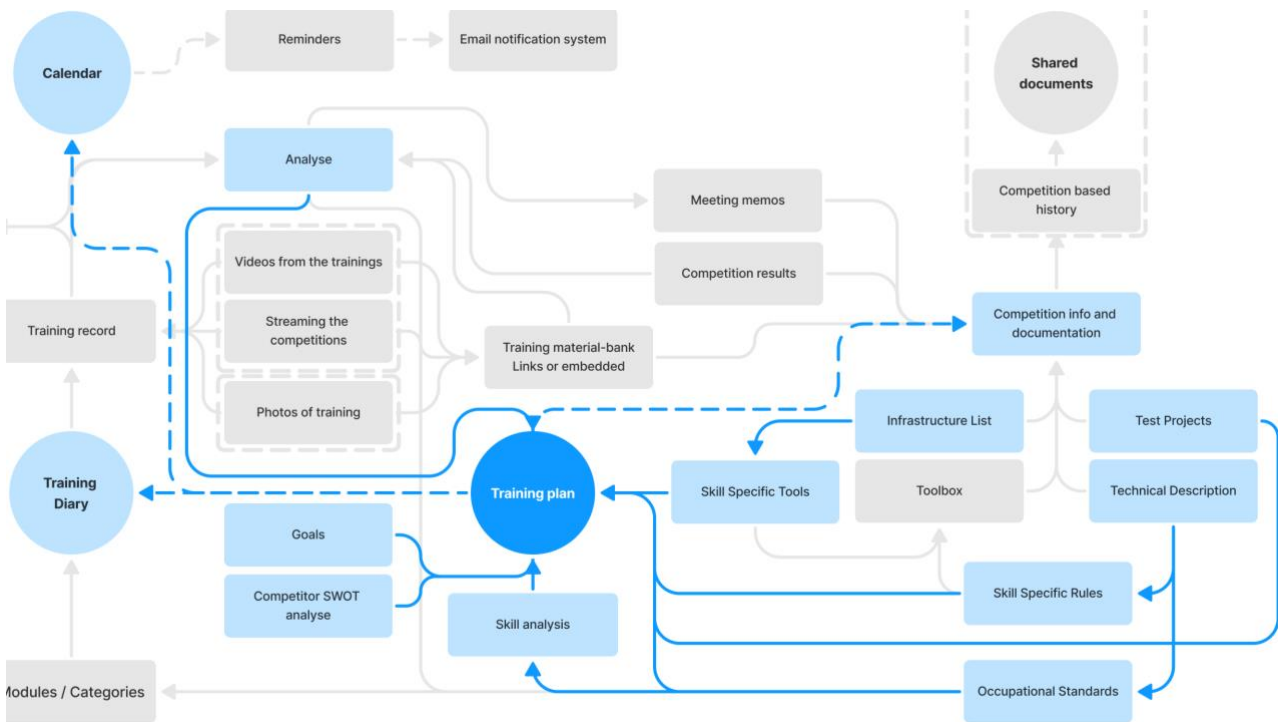 Calendar
Reminders
Email notification system
Shared
documents
Analyse
Meeting memos
Competition based
history
Videos from the trainings
Competition results
Training record
Streaming the
competitions
Training material-bank
Links or embedded
Competition info and
documentation
Photos of training
Infrastructure List
Test Projects
Training
Diary
Training plan
Skill Specific Tools
Toolbox
Technical Description
Goals
Competitor SWOT
analyse
Skill analysis
Skill Specific Rules
Modules / Categories
Occupational Standards